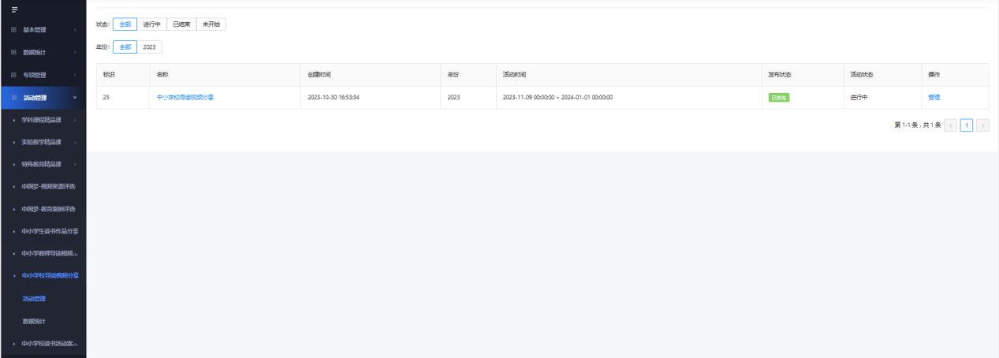 基本管理
数据统计
专项管理
活动管理
学科课程精品课
实验教学精品课
特殊教育精品课
中国梦-视频资源评选
中国梦-教育案例评选
中小学生读书作品分享
中小学教师导读视频...
中小学校导读视频分享
活动管理
数据统计
中小学校读书活动案...
状态: 全部 进行中 已结束 未开始
年份: 全部 2023
标识 名称 创建时间 年份 活动时间 发布状态 活动状态 操作
25 中小学校导读视频分享 2023-10-30 16:53:34 2023 2023-11-09 00:00:00 ~ 2024-01-01 00:00:00 已发布 进行中 管理
第 1-1 条，共 1 条 < 1 >